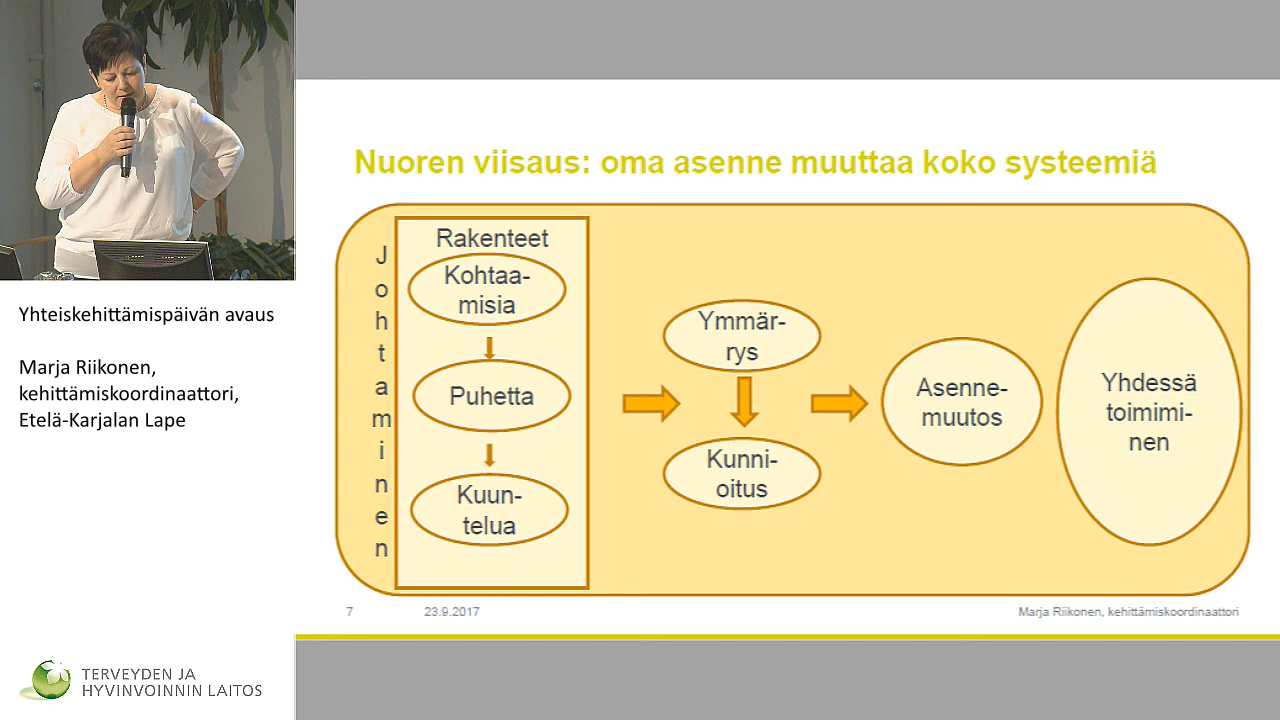 Nuoren viisaus: oma asenne muuttaa koko systeemiä
Johtaminen
Rakenteet
Kohtaa-
misia
Puhetta
Kuun-
telua
Ymmär-
rys
Kunni-
oitus
Asenne-
muutos
Yhdessä
toimimi-
nen
7
23.9.2017
Marja Riikonen, kehittämiskoordinaattori
Yhteiskehittämispäivän avaus
Marja Riikonen,
kehittämiskoordinaattori,
Etelä-Karjalan Lape
TERVEYDEN JA
HYVINVOINNIN LAITOS